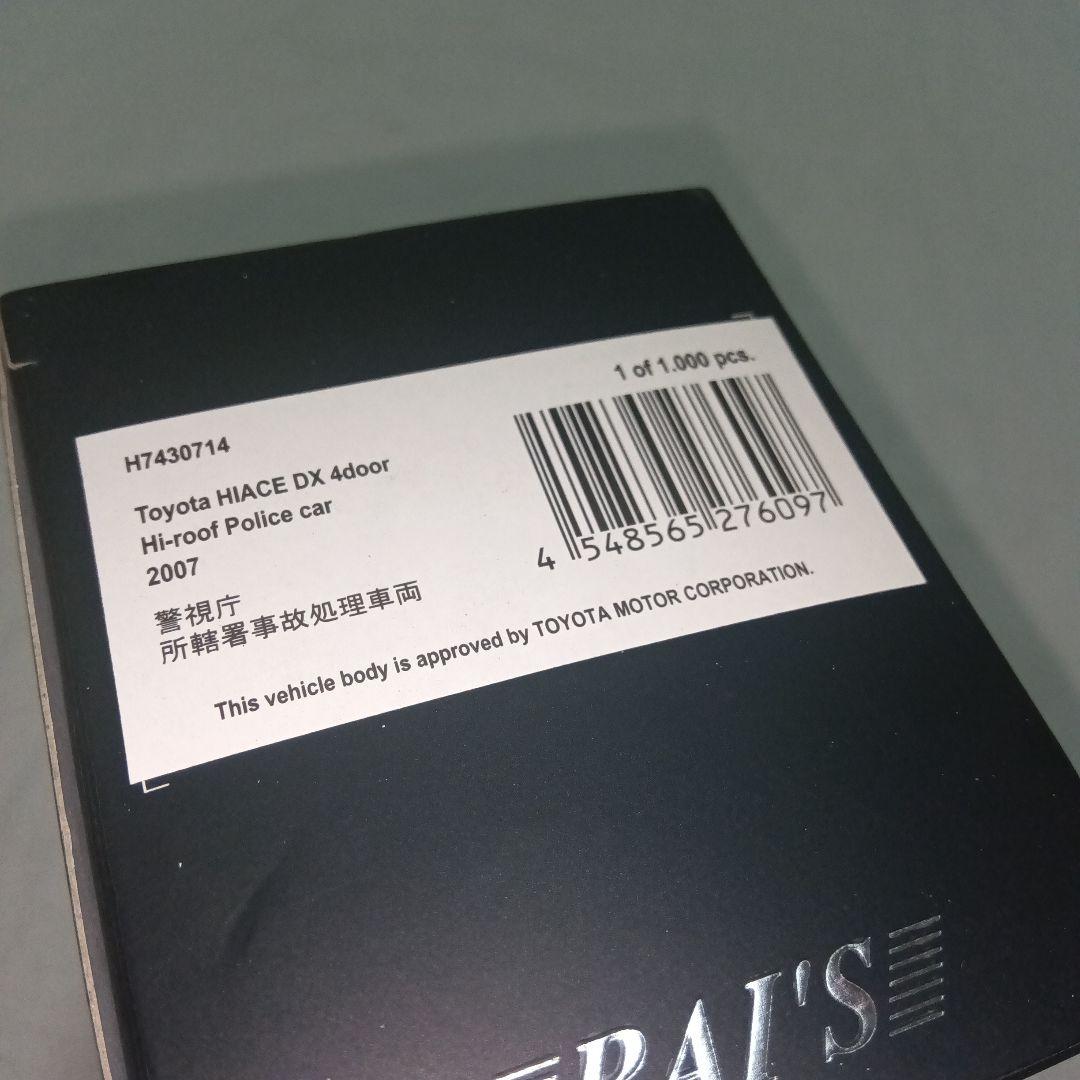 1 of 1.000 pcs.
H7430714
Toyota HIACE DX 4door
Hi-roof Police car
2007
警視庁
所轄署事故処理車両
4 548565 276097
This vehicle body is approved by TOYOTA MOTOR CORPORATION.
RAI'S